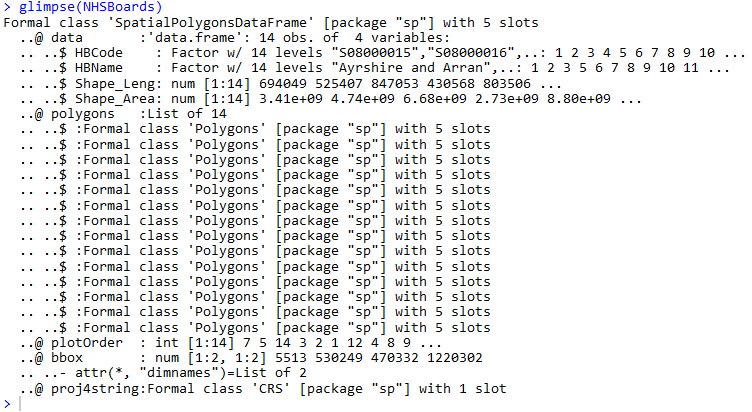 > glimpse(NHSBoards)
Formal class 'SpatialPolygonsDataFrame' [package "sp"] with 5 slots
  ..@ data       :'data.frame': 14 obs. of  4 variables:
  .. ..$ HBCode    : Factor w/ 14 levels "S08000015","S08000016",..: 1 2 3 4 5 6 7 8 9 10 ...
  .. ..$ HBName    : Factor w/ 14 levels "Ayrshire and Arran",..: 1 2 3 5 6 7 8 9 10 11 ...
  .. ..$ Shape_Leng: num [1:14] 694049 525407 847053 430568 803506 ...
  .. ..$ Shape_Area: num [1:14] 3.41e+09 4.74e+09 6.68e+09 2.73e+09 8.80e+09 ...
  ..@ polygons   :List of 14
  .. ..$ :Formal class 'Polygons' [package "sp"] with 5 slots
  .. ..$ :Formal class 'Polygons' [package "sp"] with 5 slots
  .. ..$ :Formal class 'Polygons' [package "sp"] with 5 slots
  .. ..$ :Formal class 'Polygons' [package "sp"] with 5 slots
  .. ..$ :Formal class 'Polygons' [package "sp"] with 5 slots
  .. ..$ :Formal class 'Polygons' [package "sp"] with 5 slots
  .. ..$ :Formal class 'Polygons' [package "sp"] with 5 slots
  .. ..$ :Formal class 'Polygons' [package "sp"] with 5 slots
  .. ..$ :Formal class 'Polygons' [package "sp"] with 5 slots
  .. ..$ :Formal class 'Polygons' [package "sp"] with 5 slots
  .. ..$ :Formal class 'Polygons' [package "sp"] with 5 slots
  .. ..$ :Formal class 'Polygons' [package "sp"] with 5 slots
  .. ..$ :Formal class 'Polygons' [package "sp"] with 5 slots
  .. ..$ :Formal class 'Polygons' [package "sp"] with 5 slots
  ..@ plotOrder  : int [1:14] 7 5 14 3 2 1 12 4 8 9 ...
  ..@ bbox       : num [1:2, 1:2] 5513 530249 470332 1220302
  .. ..- attr(*, "dimnames")=List of 2
  ..@ proj4string:Formal class 'CRS' [package "sp"] with 1 slot
>